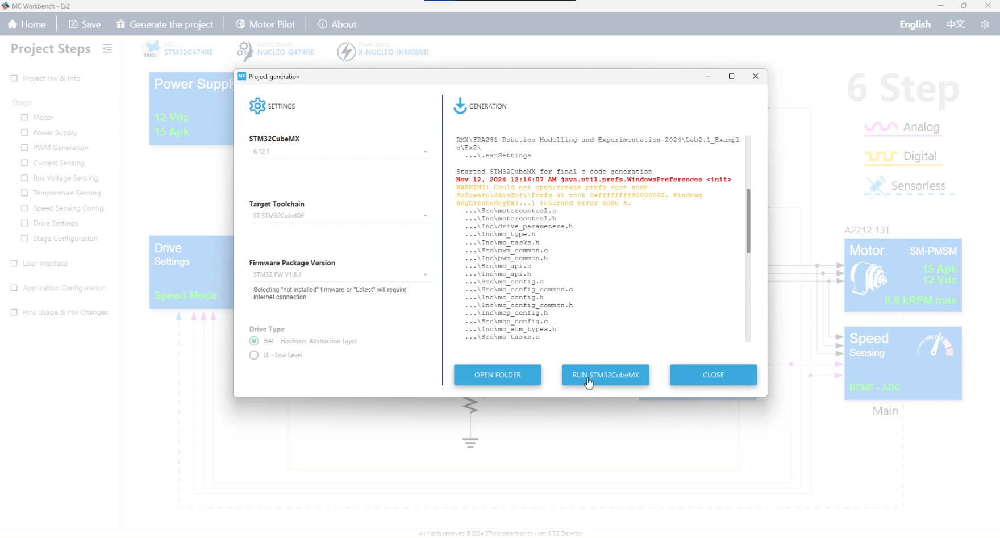 MC Workbench - Ex2
Home
Save
Generate the project
Motor Pilot
About
English
中文
Project Steps
MCU
STM32G474RE
Control Board
NUCLEO-G474RE
Power Board
X-NUCLEO-IHM08M1
STM32
Project Hw & Info
Stage
Motor
Power Supply
PWM Generation
Current Sensing
Bus Voltage Sensing
Temperature Sensing
Speed Sensing Config.
Drive Settings
Stage Configuration
User Interface
Application Configuration
Pins Usage & Hw Changes
Power Supply
12 Vdc
15 Apk
Drive
Settings
Speed Mode
MX Project generation
SETTINGS
STM32CubeMX
6.12.1
Target Toolchain
ST STM32CubeIDE
Firmware Package Version
STM32 FW V1.6.1
Selecting "not installed" firmware or "Latest" will require
internet connection
Drive Type
HAL - Hardware Abstraction Layer
LL - Low Level
GENERATION
RMX\FRA231-Robotics-Modelling-and-Experimentation-2024\Lab2.1_Exampl
e\Ex2\
...\.extSettings
Started STM32CubeMX for final c-code generation
Nov 12, 2024 12:16:07 AM java.util.prefs.WindowsPreferences <init>
WARNING: Could not open/create prefs root node
Software\JavaSoft\Prefs at root 0xffffffff80000002. Windows
RegCreateKeyEx(...) returned error code 5.
...\Src\motorcontrol.c
...\Inc\motorcontrol.h
...\Inc\drive_parameters.h
...\Inc\mc_type.h
...\Inc\mc_tasks.h
...\Src\pwm_common.c
...\Inc\pwm_common.h
...\Src\mc_api.c
...\Inc\mc_api.h
...\Src\mc_config.c
...\Src\mc_config_common.c
...\Inc\mc_config.h
...\Inc\mc_config_common.h
...\Inc\mcp_config.h
...\Src\mcp_config.c
...\Inc\mc_stm_types.h
...\Src\mc_tasks.c
OPEN FOLDER
RUN STM32CubeMX
CLOSE
6 Step
Analog
Digital
Sensorless
A2212 13T
Motor
SM-PMSM
15 Apk
12 Vdc
9.9 kRPM max
Speed
Sensing
BEMF - ADC
Main
All rights reserved ©2024 STMicroelectronics | ver: 6.3.2 Desktop